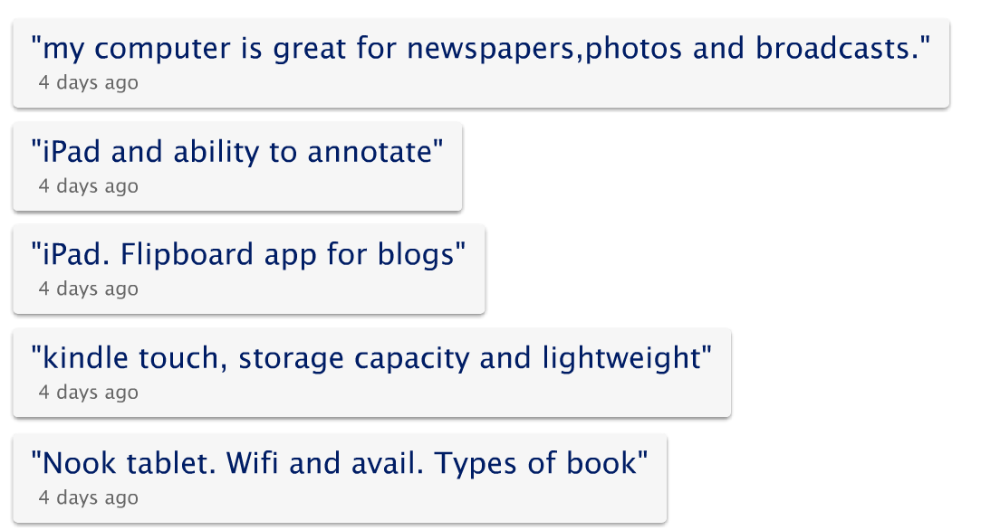 "my computer is great for newspapers,photos and broadcasts."
4 days ago
"iPad and ability to annotate"
4 days ago
"iPad. Flipboard app for blogs"
4 days ago
"kindle touch, storage capacity and lightweight"
4 days ago
"Nook tablet. Wifi and avail. Types of book"
4 days ago